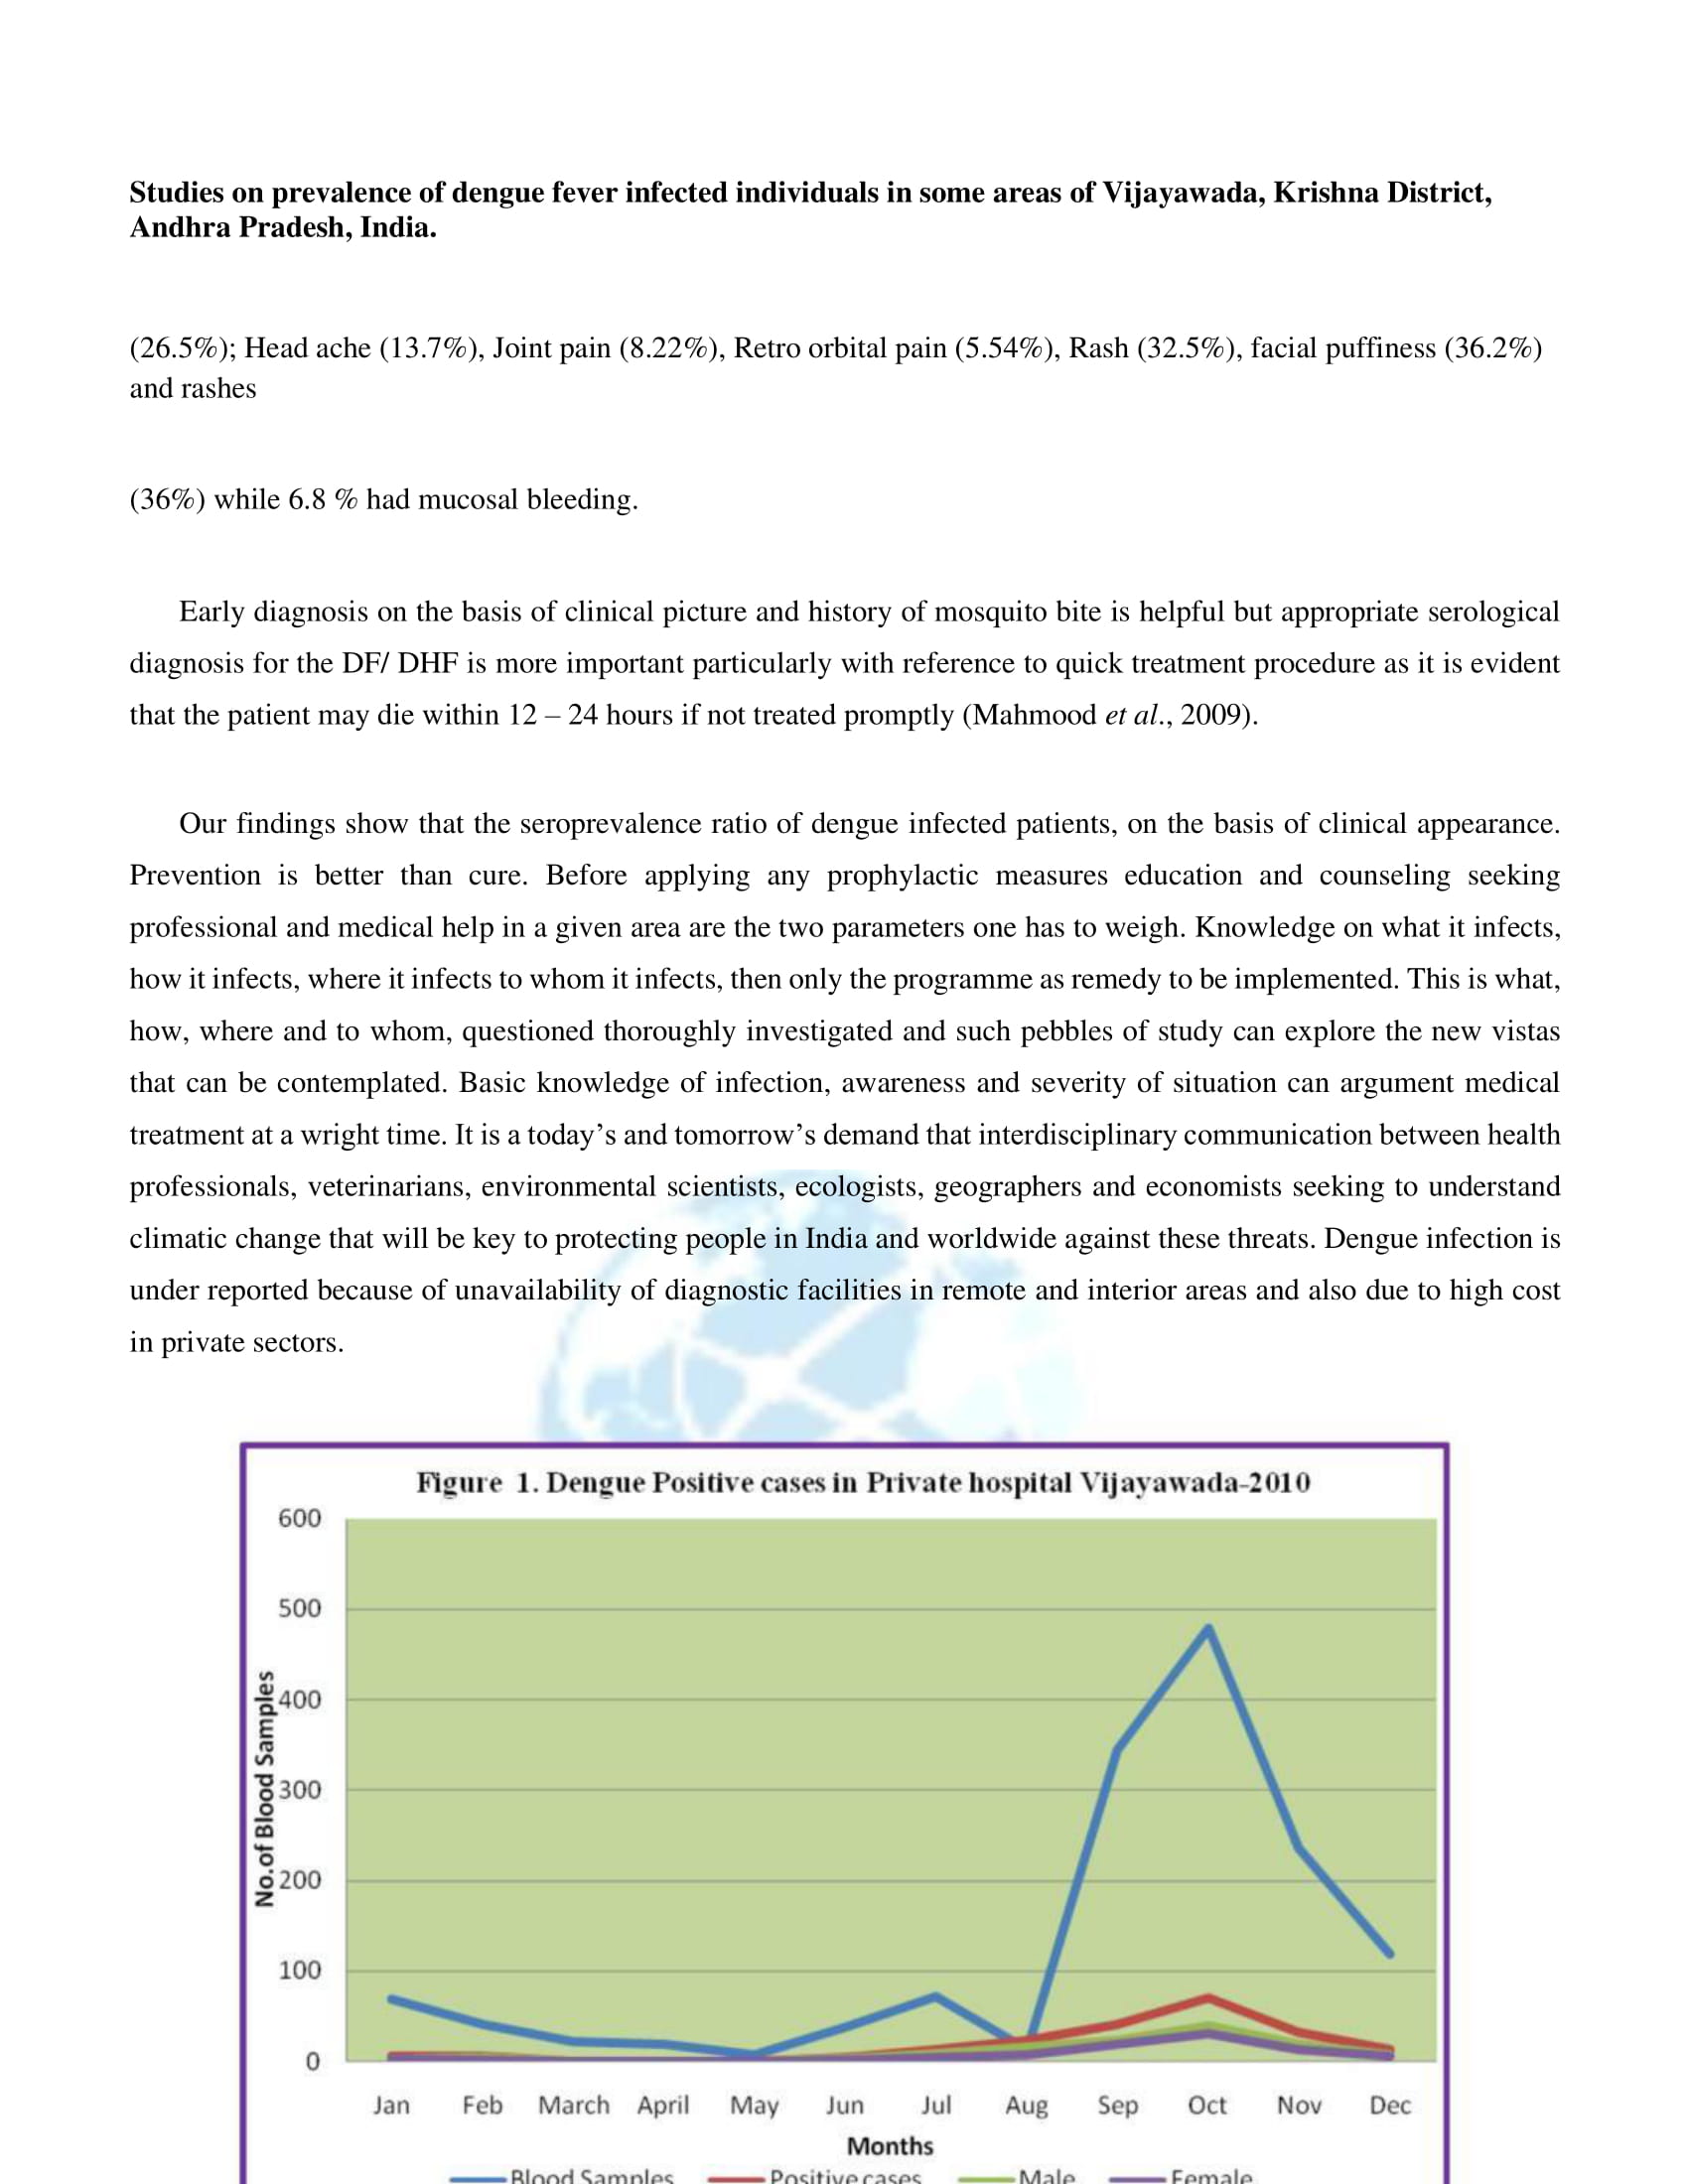 Studies on prevalence of dengue fever infected individuals in some areas of Vijayawada, Krishna District,
Andhra Pradesh, India.
(26.5%); Head ache (13.7%), Joint pain (8.22%), Retro orbital pain (5.54%), Rash (32.5%), facial puffiness (36.2%)
and rashes
(36%) while 6.8 % had mucosal bleeding.
Early diagnosis on the basis of clinical picture and history of mosquito bite is helpful but appropriate serological
diagnosis for the DF/ DHF is more important particularly with reference to quick treatment procedure as it is evident
that the patient may die within 12 – 24 hours if not treated promptly (Mahmood et al., 2009).
Our findings show that the seroprevalence ratio of dengue infected patients, on the basis of clinical appearance.
Prevention is better than cure. Before applying any prophylactic measures education and counseling seeking
professional and medical help in a given area are the two parameters one has to weigh. Knowledge on what it infects,
how it infects, where it infects to whom it infects, then only the programme as remedy to be implemented. This is what,
how, where and to whom, questioned thoroughly investigated and such pebbles of study can explore the new vistas
that can be contemplated. Basic knowledge of infection, awareness and severity of situation can argument medical
treatment at a wright time. It is a today’s and tomorrow’s demand that interdisciplinary communication between health
professionals, veterinarians, environmental scientists, ecologists, geographers and economists seeking to understand
climatic change that will be key to protecting people in India and worldwide against these threats. Dengue infection is
under reported because of unavailability of diagnostic facilities in remote and interior areas and also due to high cost
in private sectors.
Figure 1. Dengue Positive cases in Private hospital Vijayawada-2010
600
500
400
300
200
100
0
No.of Blood Samples
Jan Feb March April May Jun Jul Aug Sep Oct Nov Dec
Months
Blood Samples Positive cases Male Female